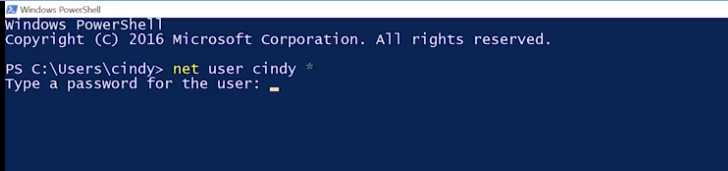 Windows PowerShell
Windows PowerShell
Copyright (C) 2016 Microsoft Corporation. All rights reserved.
PS C:\Users\cindy> net user cindy *
Type a password for the user: _